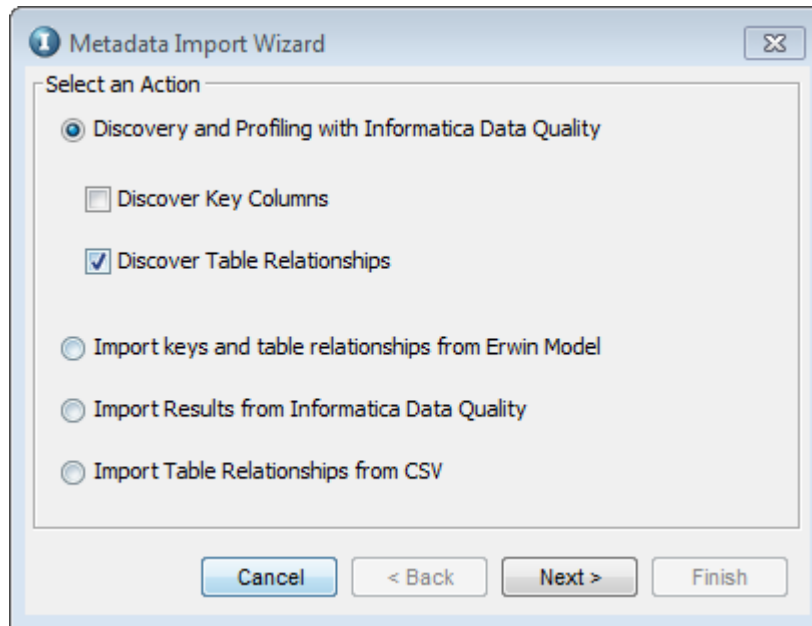 Metadata Import Wizard
Select an Action
Discovery and Profiling with Informatica Data Quality
Discover Key Columns
Discover Table Relationships
Import keys and table relationships from Erwin Model
Import Results from Informatica Data Quality
Import Table Relationships from CSV
Cancel < Back Next > Finish